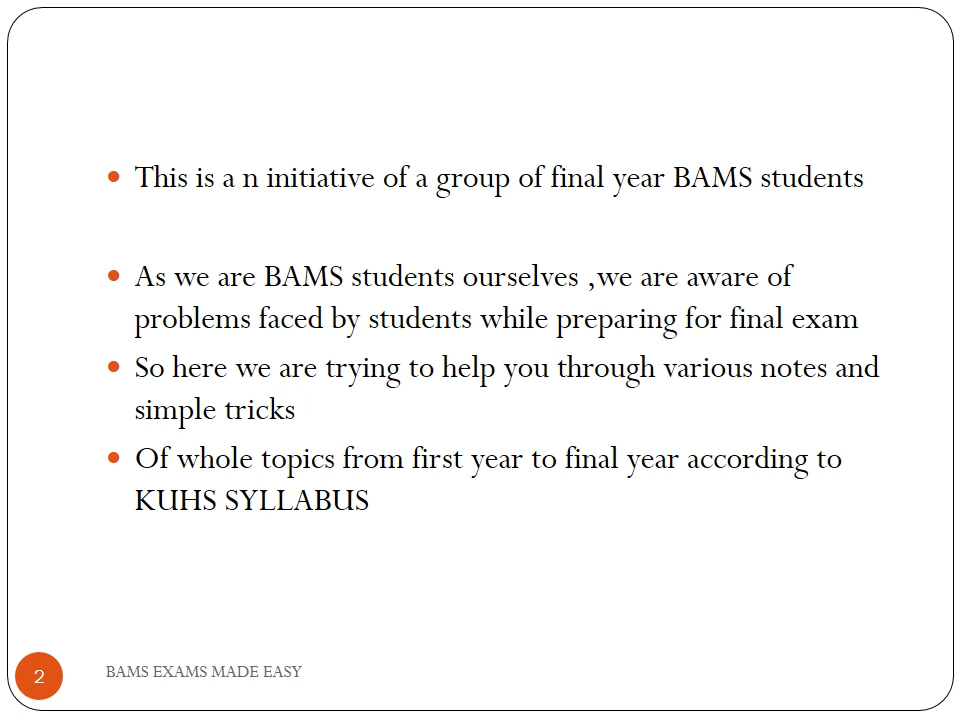 • This is a n initiative of a group of final year BAMS students
• As we are BAMS students ourselves ,we are aware of
problems faced by students while preparing for final exam
• So here we are trying to help you through various notes and
simple tricks
• Of whole topics from first year to final year according to
KUHS SYLLABUS
2 BAMS EXAMS MADE EASY